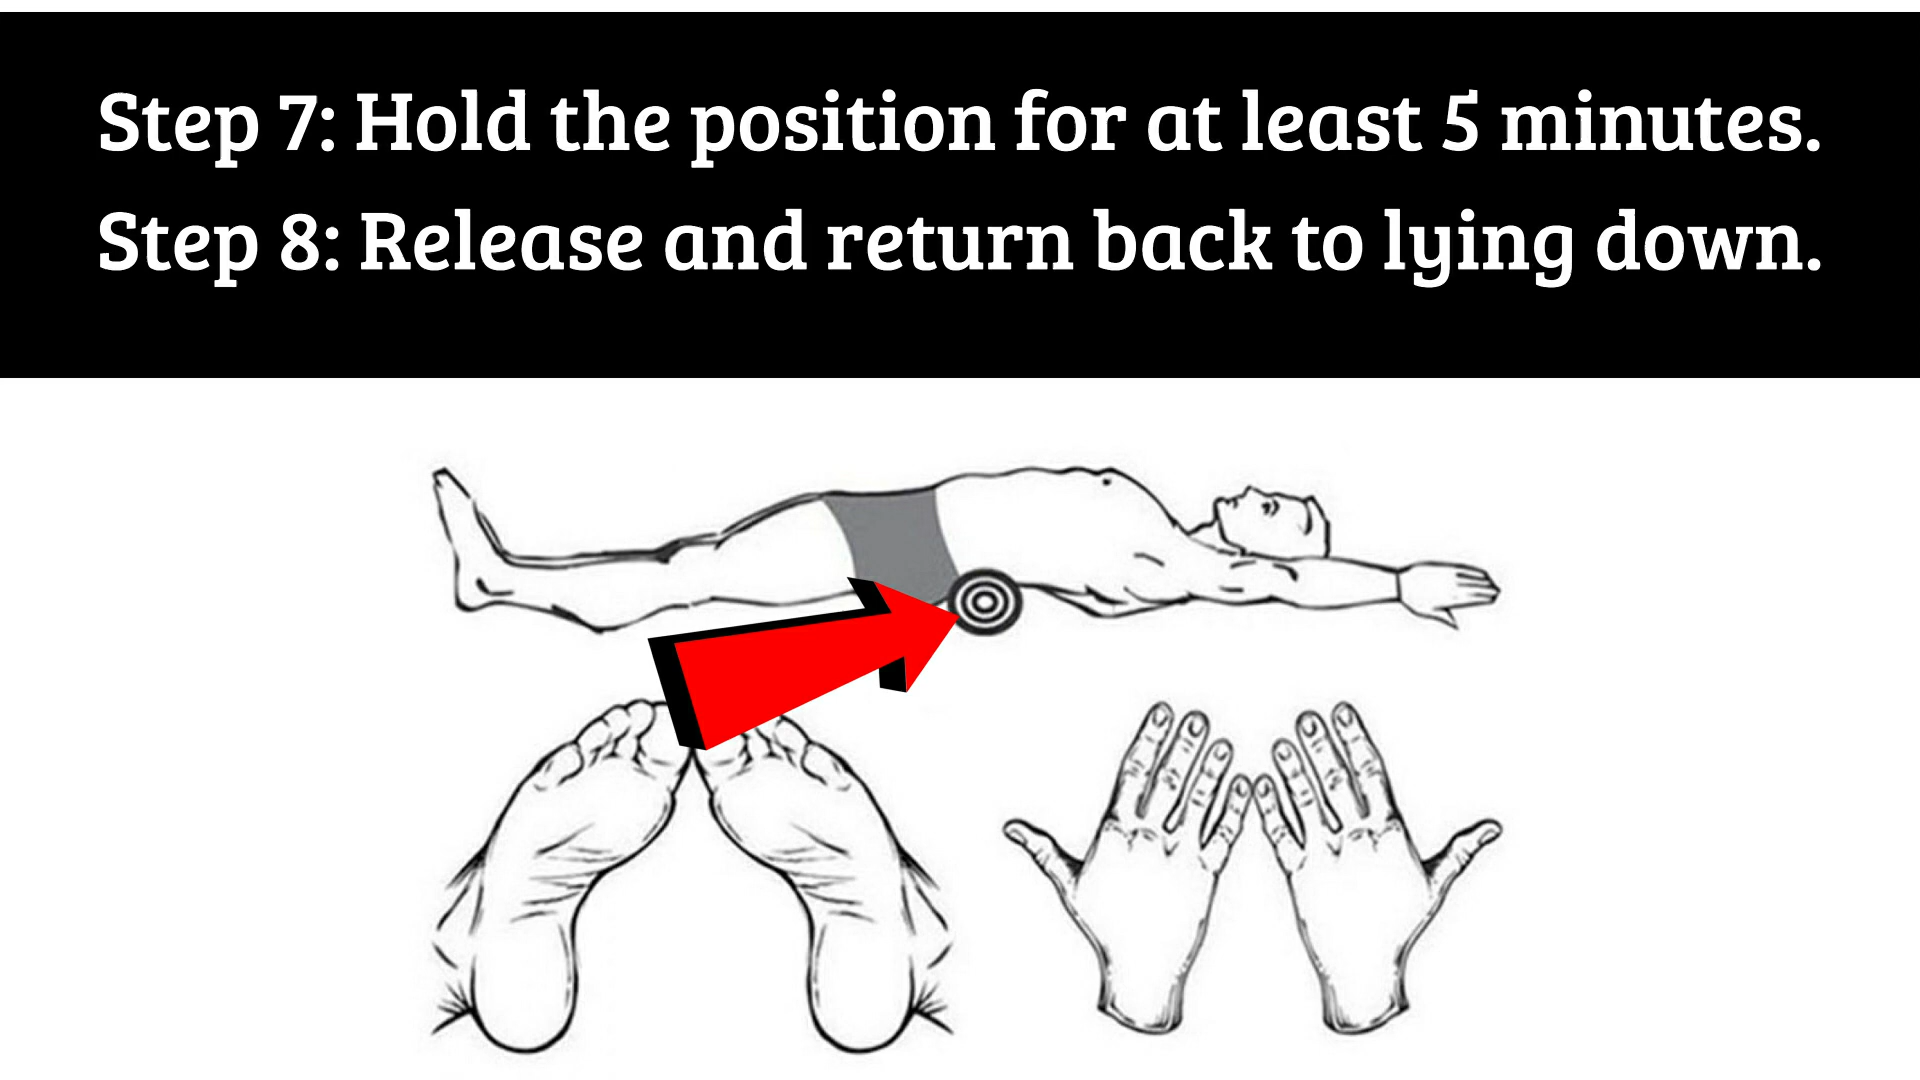 Step 7: Hold the position for at least 5 minutes.
Step 8: Release and return back to lying down.